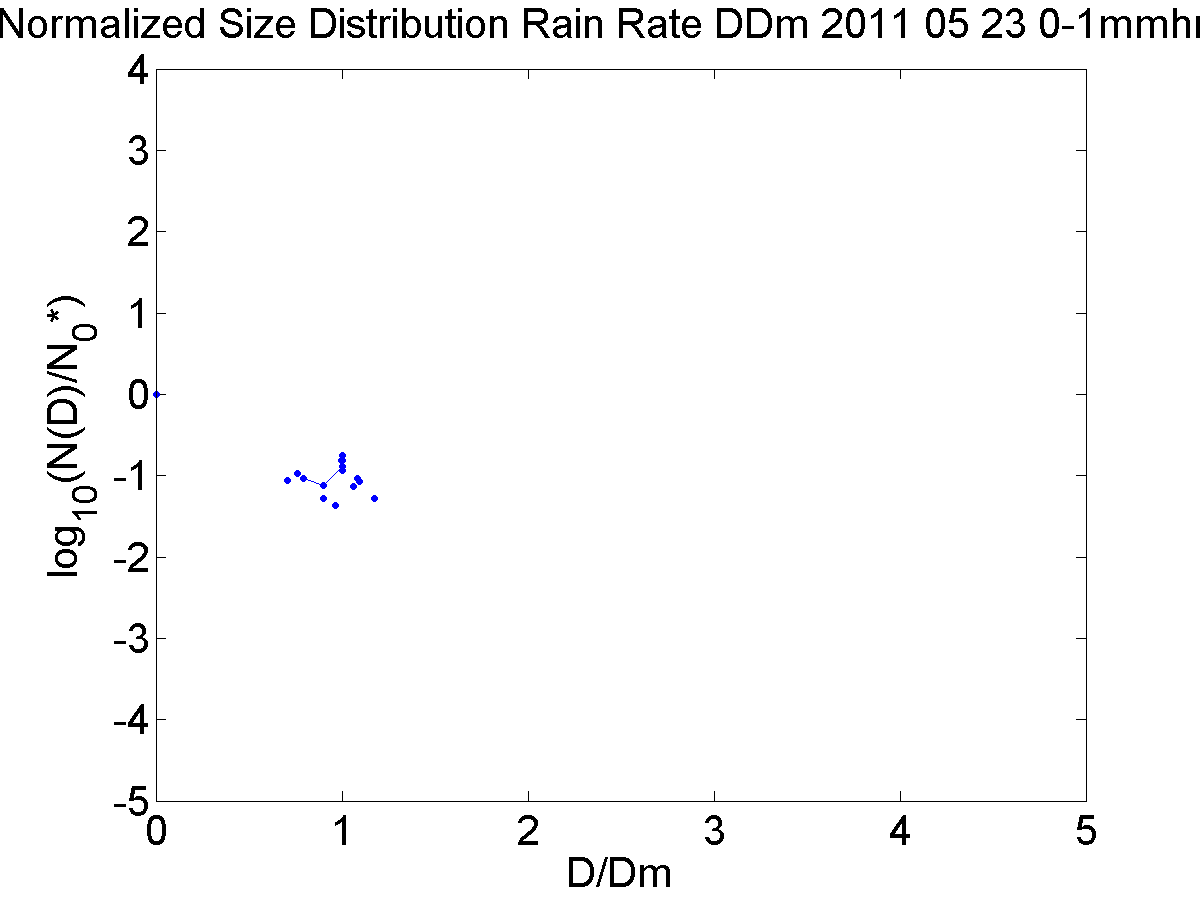 Normalized Size Distribution Rain Rate DDm 2011 05 23 0-1mmhr
4
3
2
1
0
-1
-2
-3
-4
-5
log10(N(D)/N0*)
0 1 2 3 4 5
D/Dm